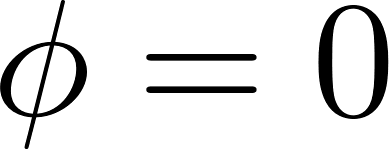 ϕ = 0